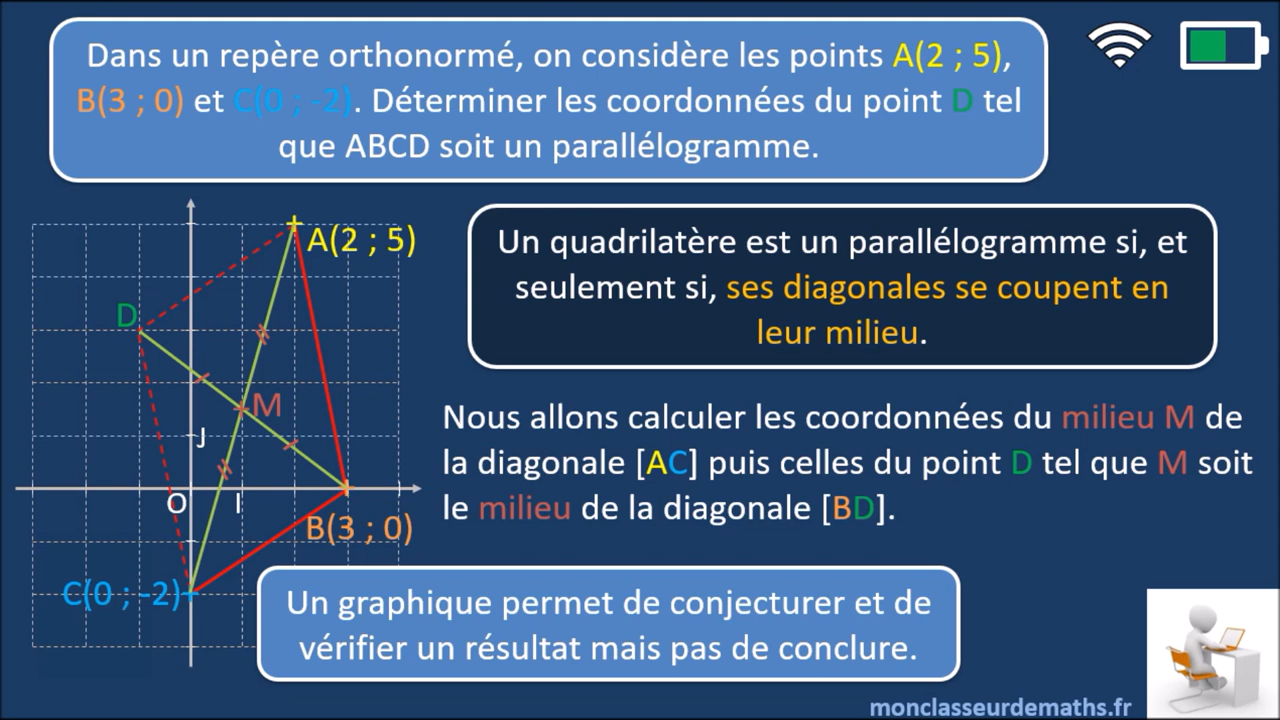 Dans un repère orthonormé, on considère les points A(2 ; 5),
B(3 ; 0) et C(0 ; -2). Déterminer les coordonnées du point D tel
que ABCD soit un parallélogramme.
A(2 ; 5)
Un quadrilatère est un parallélogramme si, et
seulement si, ses diagonales se coupent en
leur milieu.
D
M
J
O
I
B(3 ; 0)
C(0 ; -2)
Nous allons calculer les coordonnées du milieu M de
la diagonale [AC] puis celles du point D tel que M soit
le milieu de la diagonale [BD].
Un graphique permet de conjecturer et de
vérifier un résultat mais pas de conclure.
monclasseurdemaths.fr